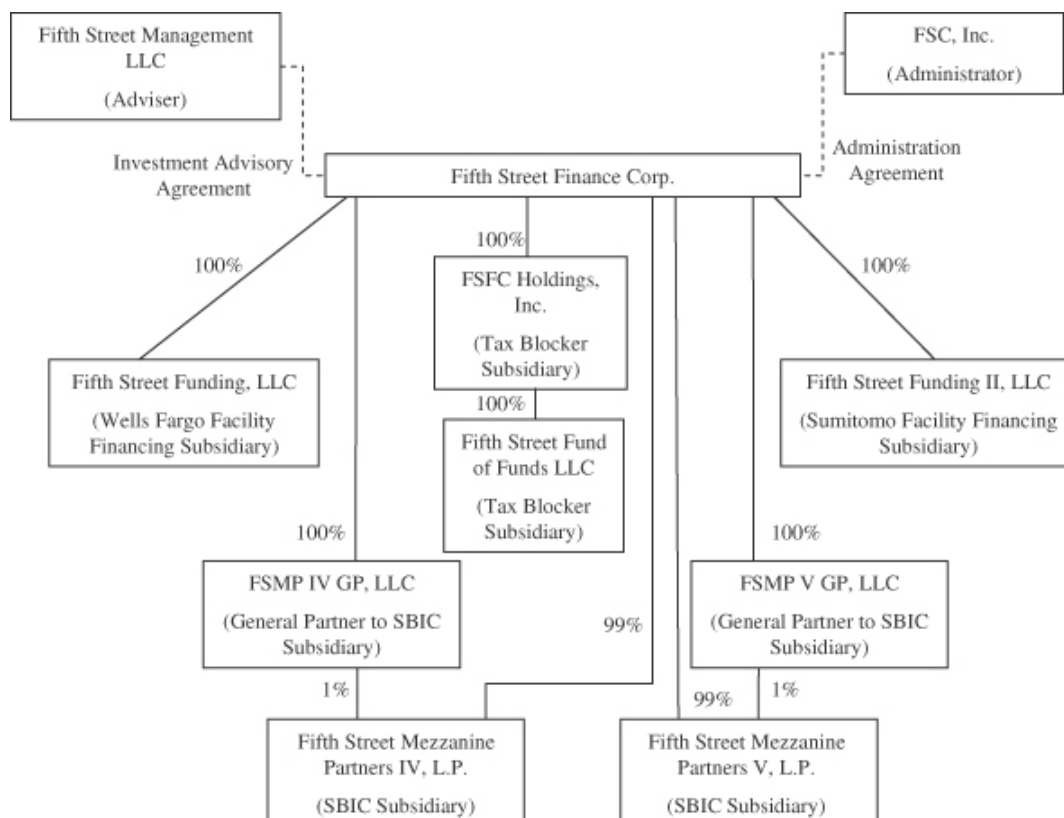 Fifth Street Management
LLC
(Adviser)
FSC, Inc.
(Administrator)
Investment Advisory
Agreement
Administration
Agreement
Fifth Street Finance Corp.
100%
100%
100%
FSFC Holdings,
Inc.
(Tax Blocker
Subsidiary)
Fifth Street Funding, LLC
(Wells Fargo Facility
Financing Subsidiary)
Fifth Street Funding II, LLC
(Sumitomo Facility Financing
Subsidiary)
100%
Fifth Street Fund
of Funds LLC
(Tax Blocker
Subsidiary)
100%
100%
FSMP IV GP, LLC
(General Partner to SBIC
Subsidiary)
99%
FSMP V GP, LLC
(General Partner to SBIC
Subsidiary)
1%
99%
1%
Fifth Street Mezzanine
Partners IV, L.P.
(SBIC Subsidiary)
Fifth Street Mezzanine
Partners V, L.P.
(SBIC Subsidiary)